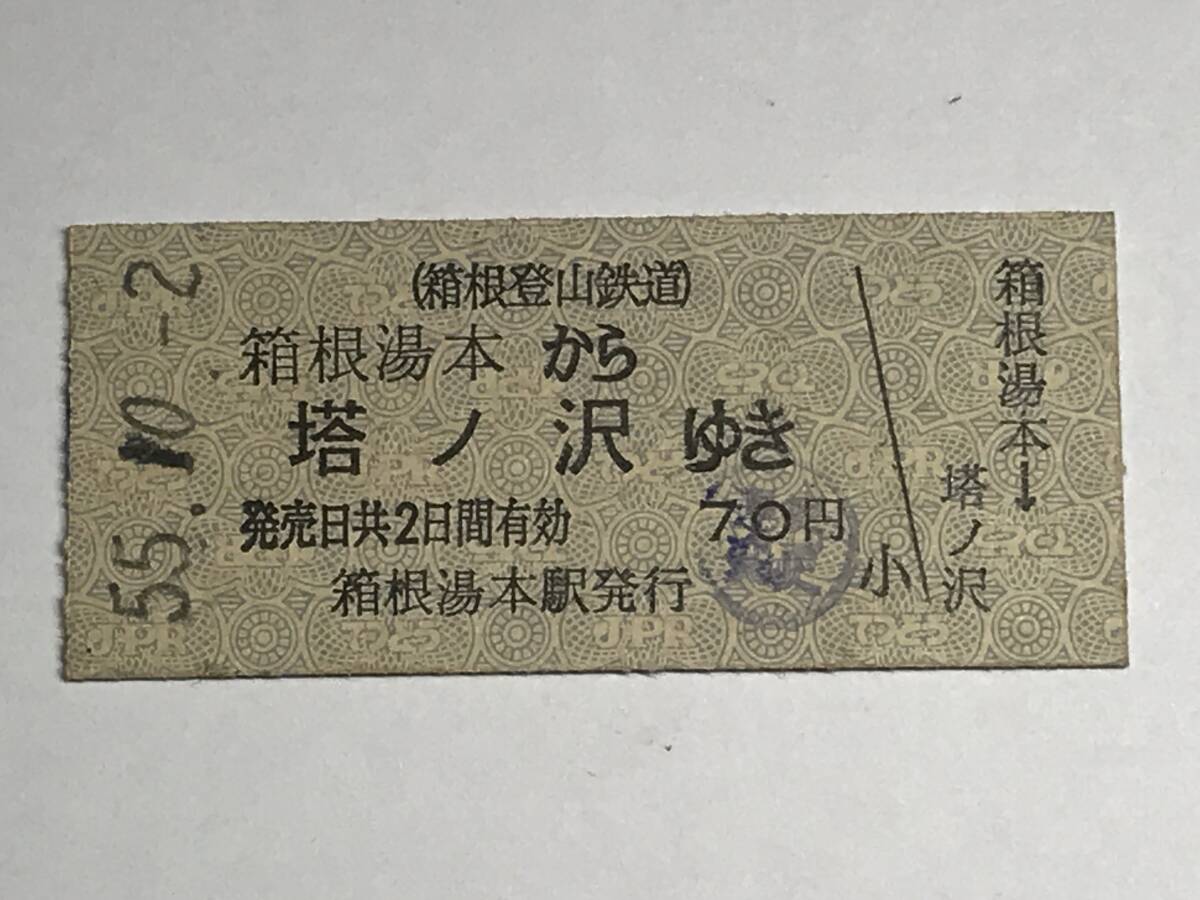 55.10.-2
(箱根登山鉄道)
箱根湯本から
塔ノ沢ゆき
発売日共2日間有効 70円
箱根湯本駅発行
小
箱根湯本→
塔ノ沢